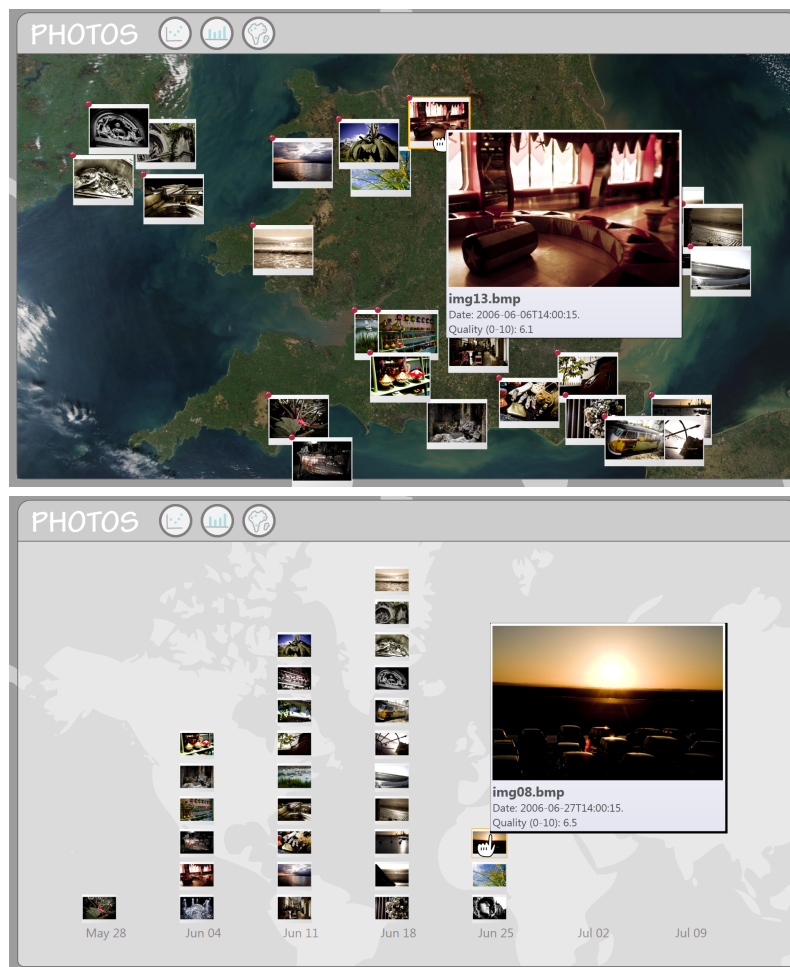 PHOTOS
img13.bmp
Date: 2006-06-06T14:00:15.
Quality (0-10): 6.1
PHOTOS
img08.bmp
Date: 2006-06-27T14:00:15.
Quality (0-10): 6.5
May 28 Jun 04 Jun 11 Jun 18 Jun 25 Jul 02 Jul 09